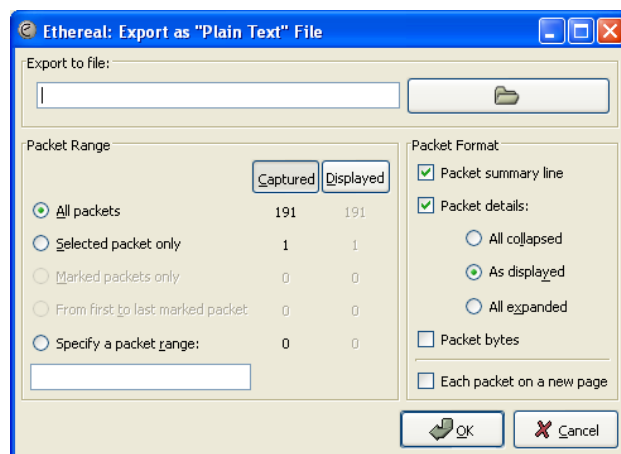 Ethereal: Export as "Plain Text" File
Export to file:
Packet Range
Captured Displayed
All packets 191 191
Selected packet only 1 1
Marked packets only 0 0
From first to last marked packet 0 0
Specify a packet range: 0 0
Packet Format
Packet summary line
Packet details:
All collapsed
As displayed
All expanded
Packet bytes
Each packet on a new page
OK Cancel